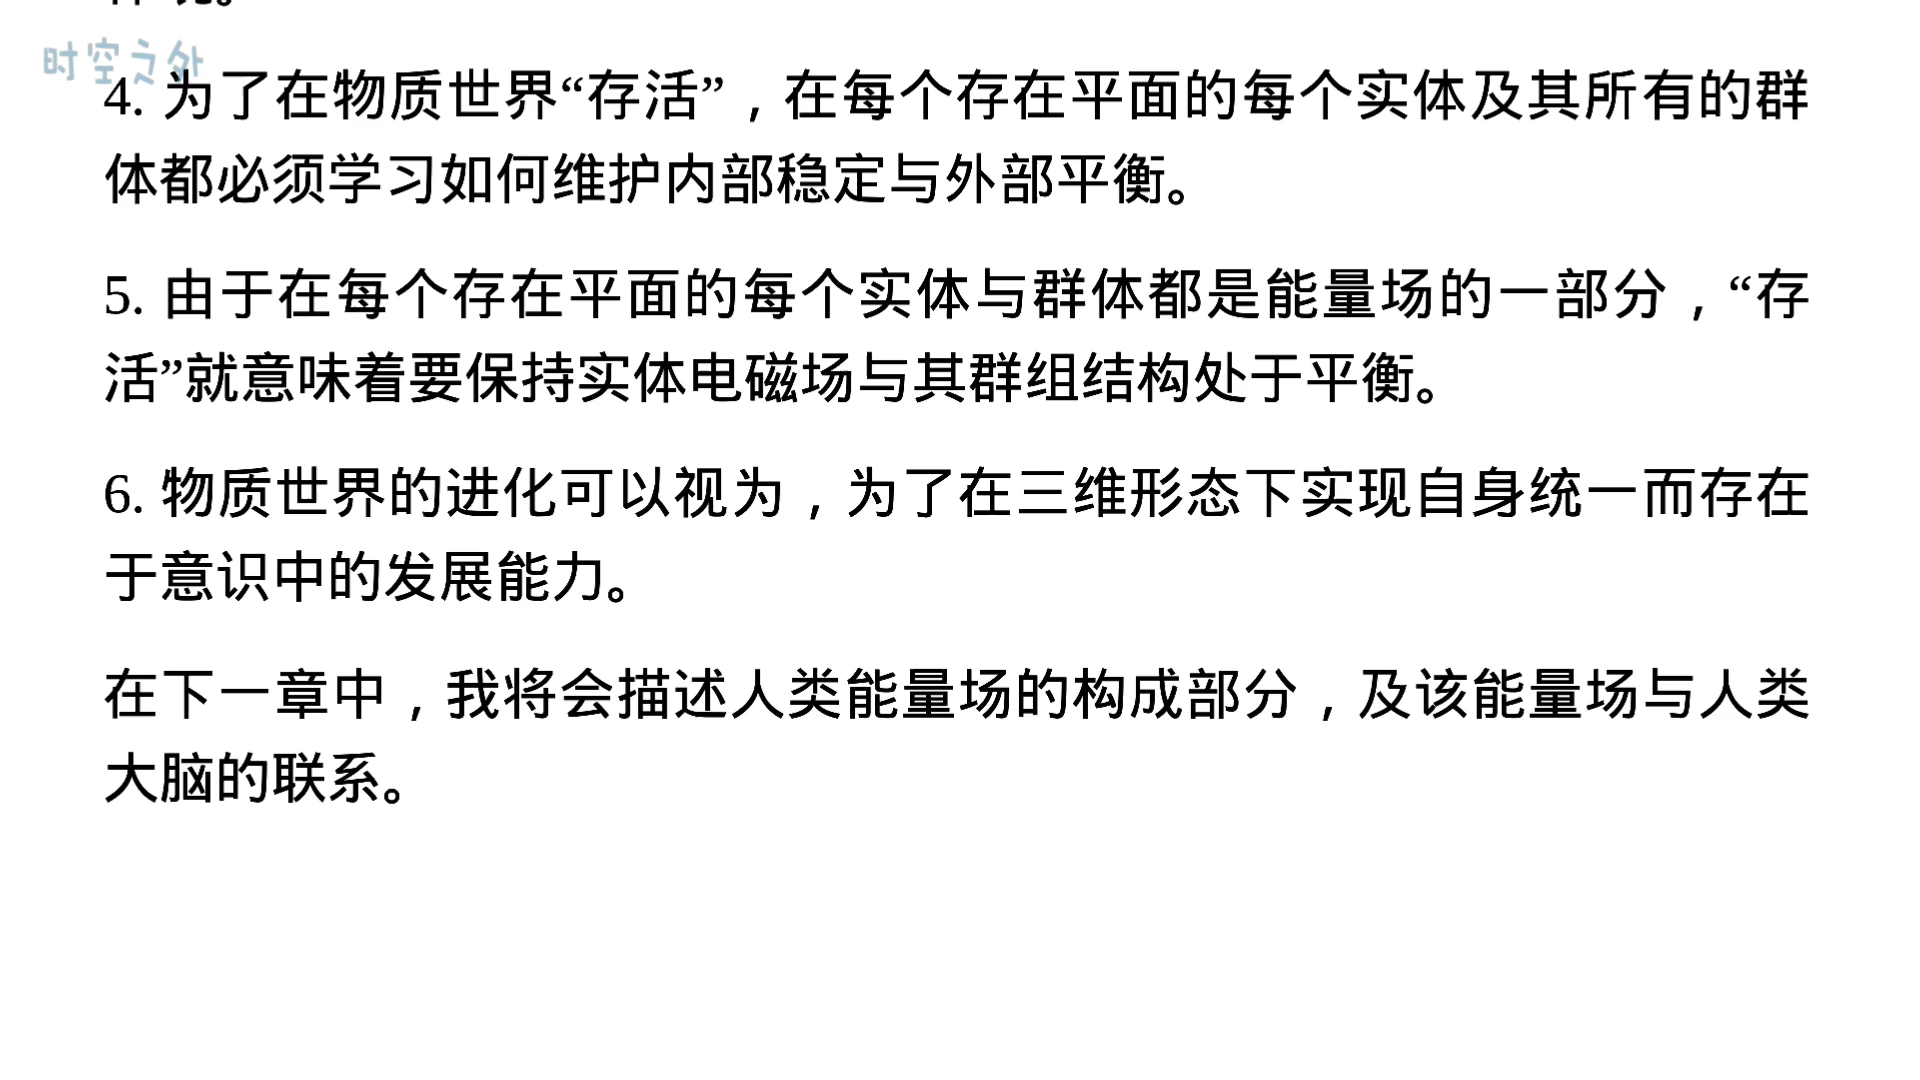 时空之处
4. 为了在物质世界“存活”，在每个存在平面的每个实体及其所有的群
体都必须学习如何维护内部稳定与外部平衡。
5. 由于在每个存在平面的每个实体与群体都是能量场的一部分，“存
活”就意味着要保持实体电磁场与其群组结构处于平衡。
6. 物质世界的进化可以视为，为了在三维形态下实现自身统一而存在
于意识中的发展能力。
在下一章中，我将会描述人类能量场的构成部分，及该能量场与人类
大脑的联系。